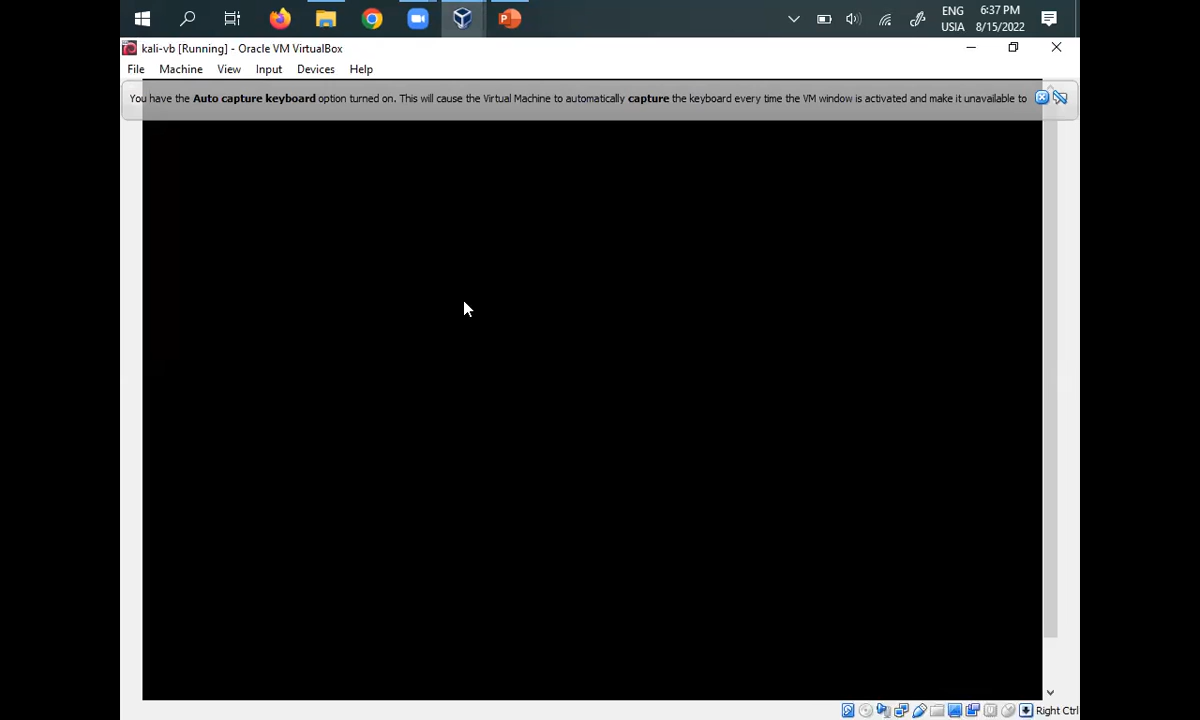 ENG
USIA
6:37 PM
8/15/2022
kali-vb [Running] - Oracle VM VirtualBox
File Machine View Input Devices Help
You have the Auto capture keyboard option turned on. This will cause the Virtual Machine to automatically capture the keyboard every time the VM window is activated and make it unavailable to
Right Ctrl